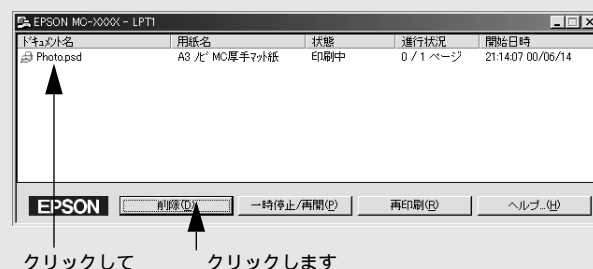 EPSON MC-XXXX - LPT1
ドキュメント名 用紙名 状態 進行状況 開始日時
Photo.psd A3 ノビ MC厚手マット紙 印刷中 0 / 1 ページ 21:14:07 00/06/14
EPSON 削除(D) 一時停止/再開(P) 再印刷(R) ヘルプ...(H)
クリックして クリックします